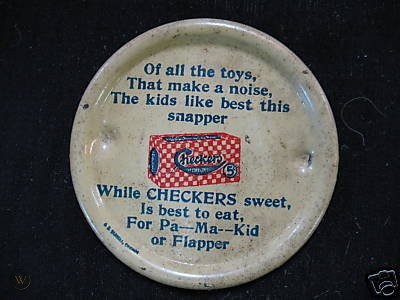 Of all the toys,
That make a noise,
The kids like best this
snapper
Checkers
5¢
While CHECKERS sweet,
Is best to eat,
For Pa—Ma--Kid
or Flapper